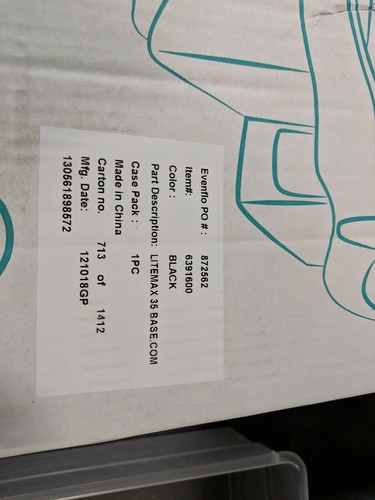 Evenflo PO # : 872562
Item#: 6391600
Color : BLACK
Part Description: LITEMAX 35 BASE.COM
Case Pack : 1PC
Made in China
Carton no. 713 of 1412
Mfg. Date: 121018GP
130561898572